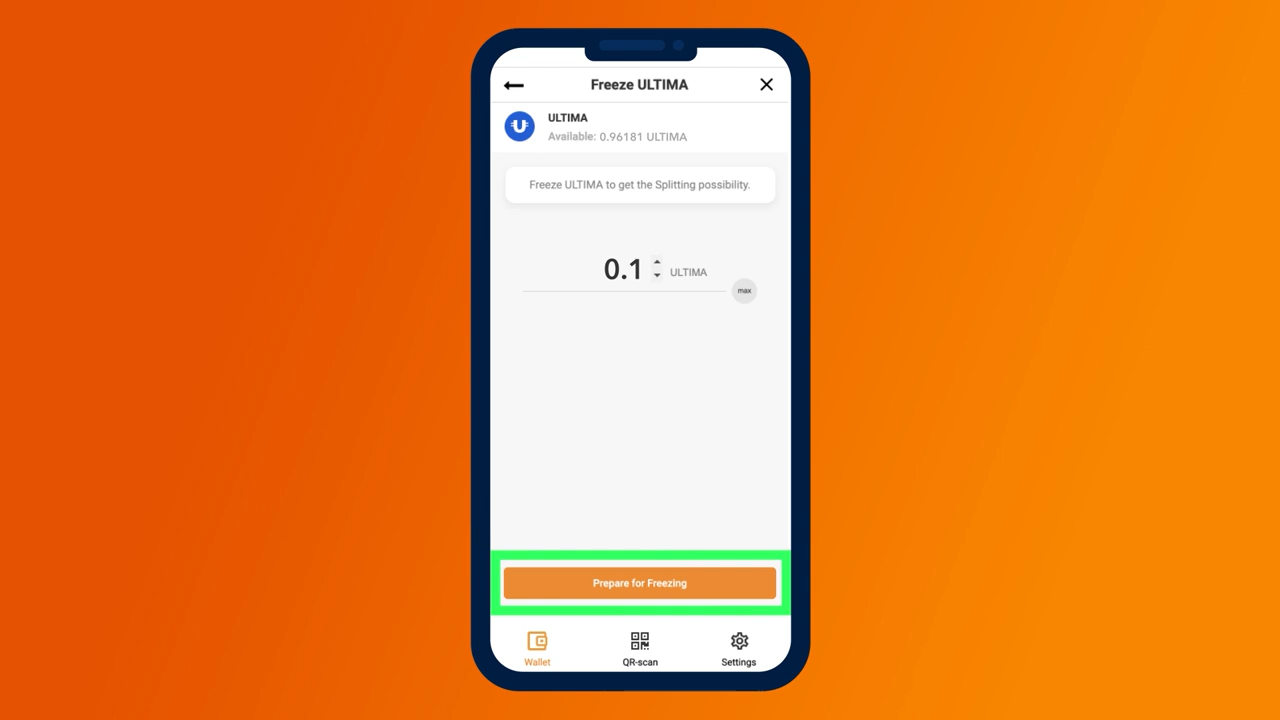 Freeze ULTIMA
ULTIMA
Available: 0.96181 ULTIMA
Freeze ULTIMA to get the Splitting possibility.
0.1 ULTIMA
max
Prepare for Freezing
Wallet QR-scan Settings